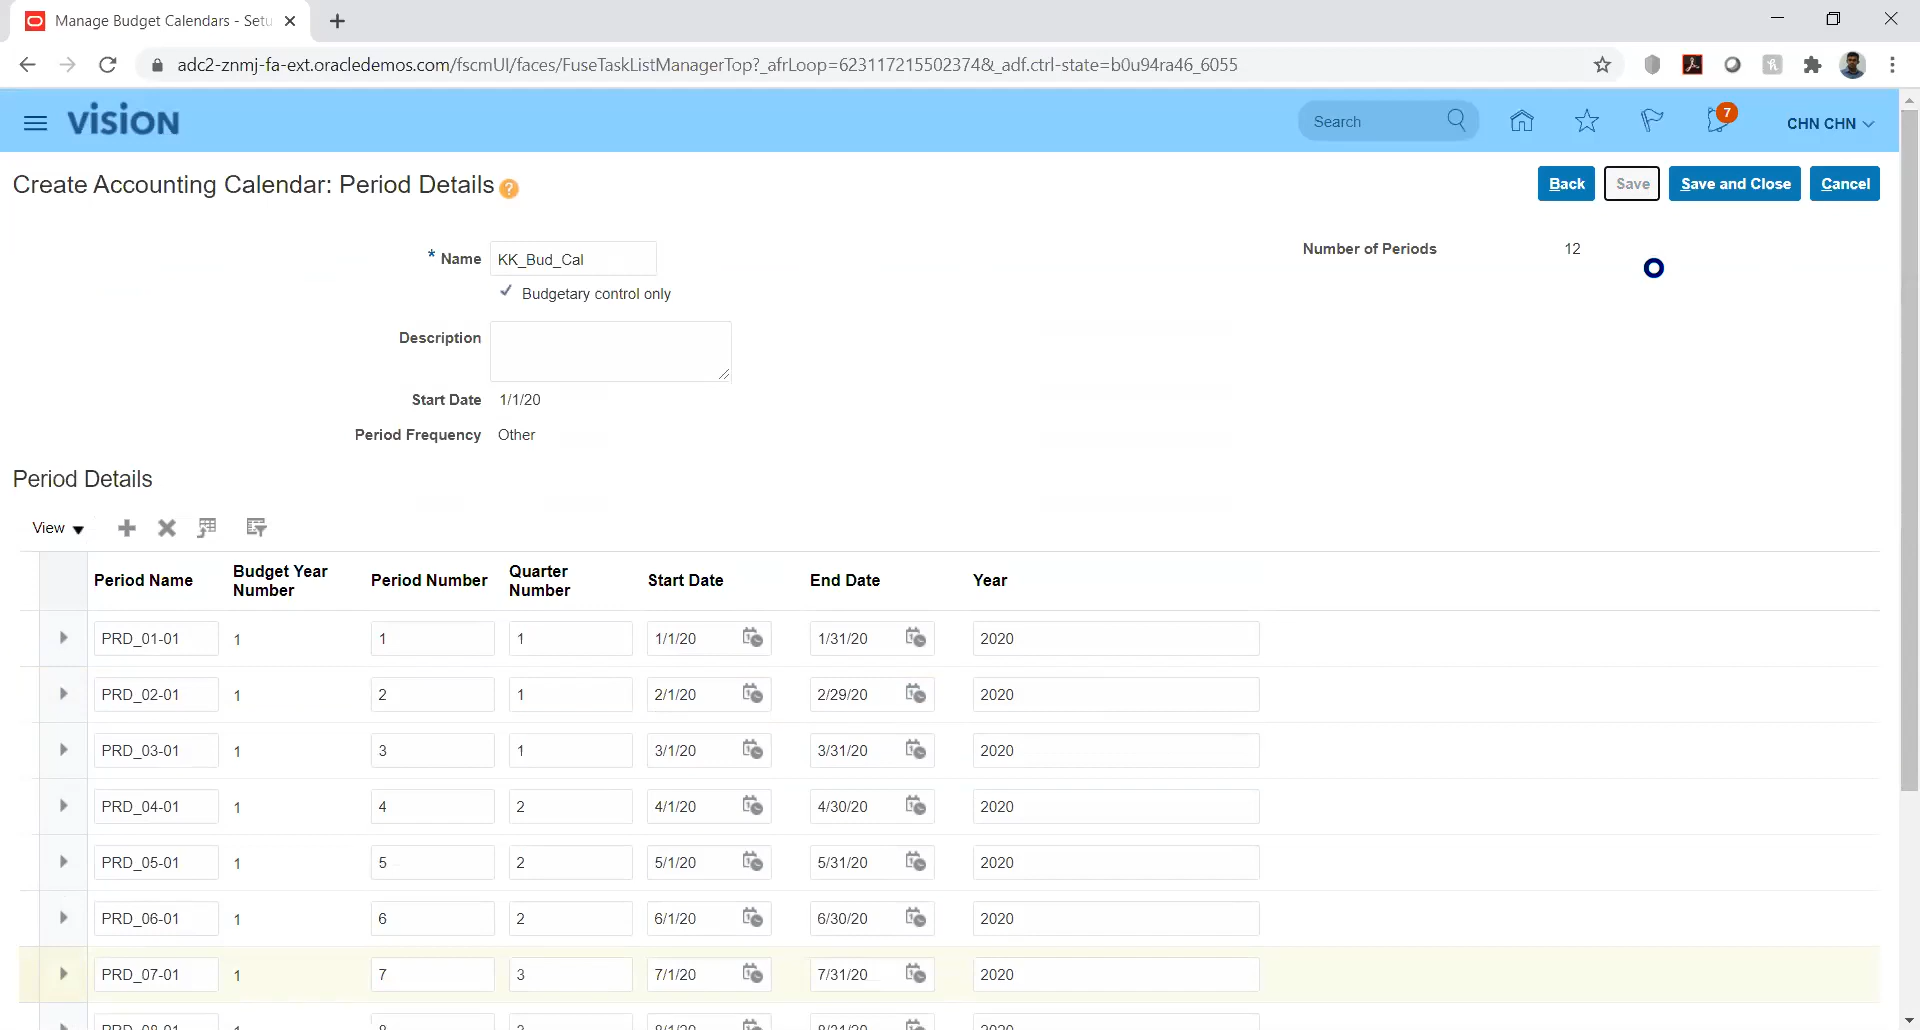 Manage Budget Calendars - Setu
adc2-znmj-fa-ext.oracledemos.com/fscmUI/faces/FuseTaskListManagerTop?_afrLoop=6231172155023748&_adf.ctrl-state=b0u94ra46_6055
VISION
Search
7
CHN CHN
Create Accounting Calendar: Period Details ?
Back
Save
Save and Close
Cancel
* Name KK_Bud_Cal
Number of Periods 12
Budgetary control only
Description
Start Date 1/1/20
Period Frequency Other
Period Details
View
Period Name Budget Year Number Period Number Quarter Number Start Date End Date Year
PRD_01-01 1 1 1 1/1/20 1/31/20 2020
PRD_02-01 1 2 1 2/1/20 2/29/20 2020
PRD_03-01 1 3 1 3/1/20 3/31/20 2020
PRD_04-01 1 4 2 4/1/20 4/30/20 2020
PRD_05-01 1 5 2 5/1/20 5/31/20 2020
PRD_06-01 1 6 2 6/1/20 6/30/20 2020
PRD_07-01 1 7 3 7/1/20 7/31/20 2020